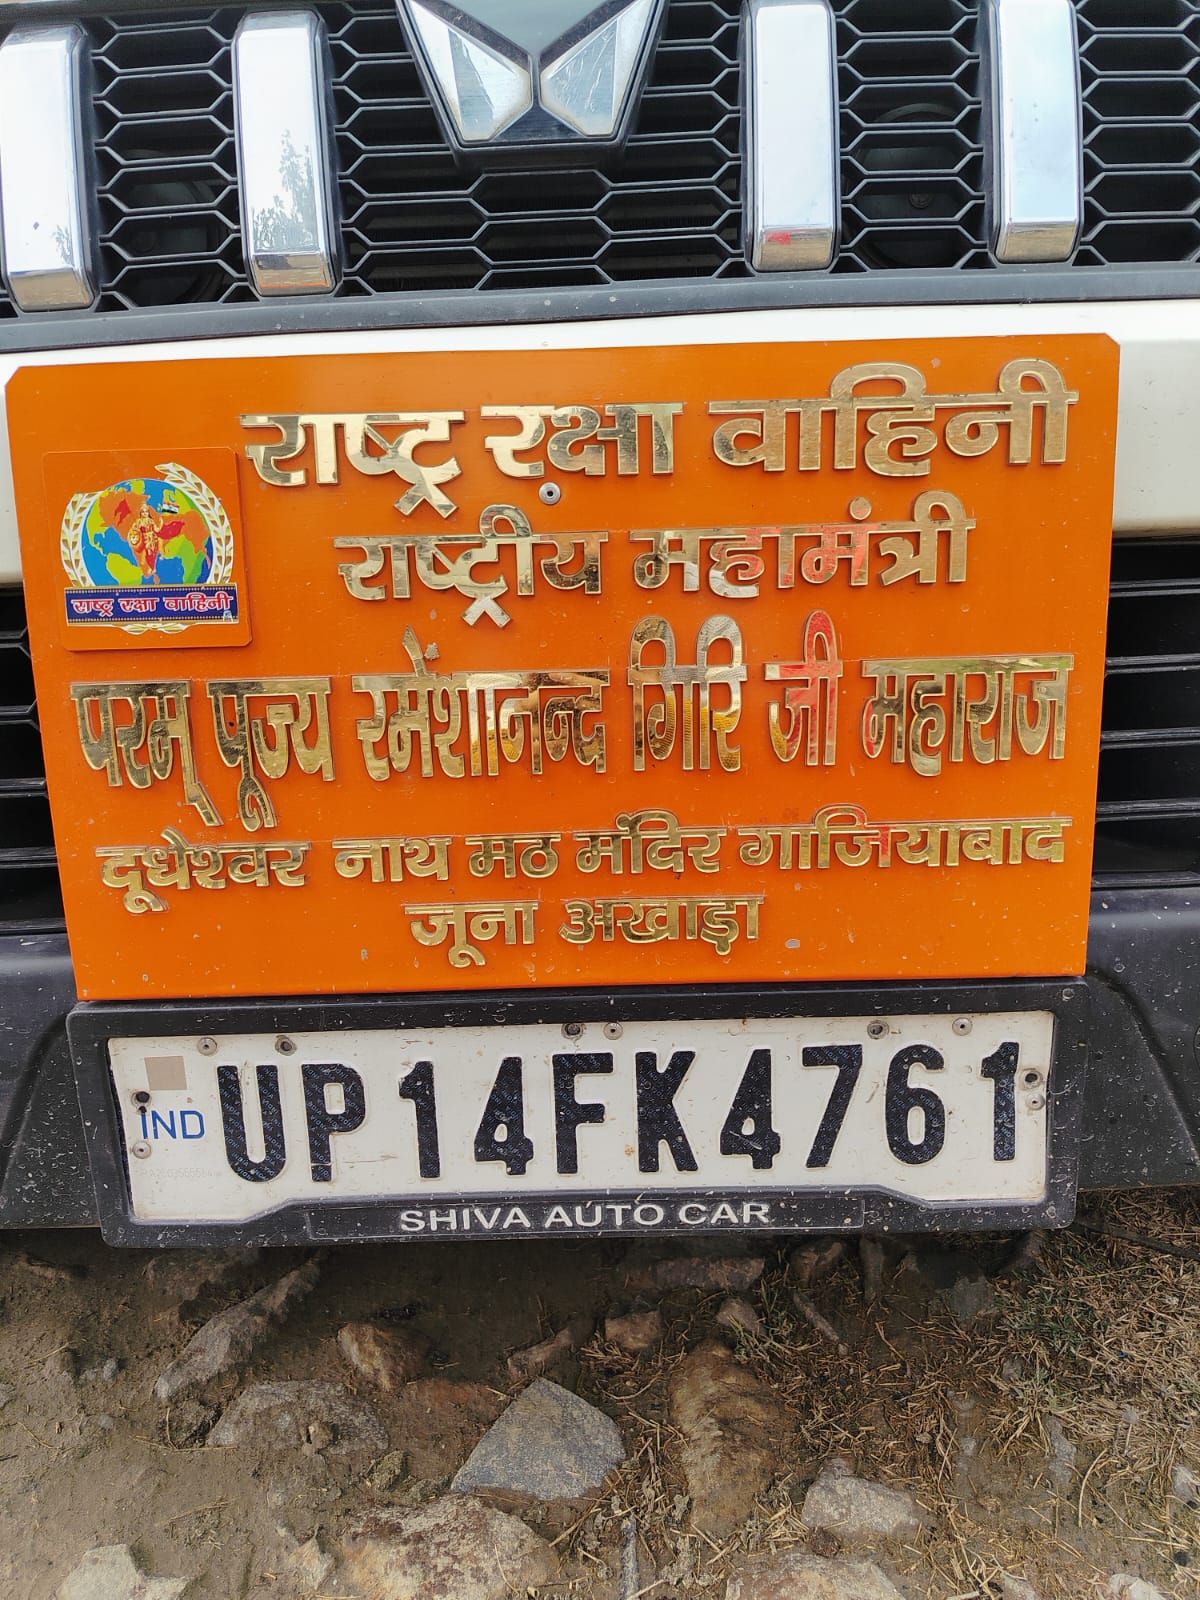 राष्ट्र रक्षा वाहिनी
राष्ट्रीय महामंत्री
राष्ट्र रक्षा वाहिनी
परम् पूज्य रमेशानन्द गिरि जी महाराज
दूधेश्वर नाथ मठ मंदिर गाजियाबाद
जूना अखाड़ा
IND UP14FK4761
SHIVA AUTO CAR